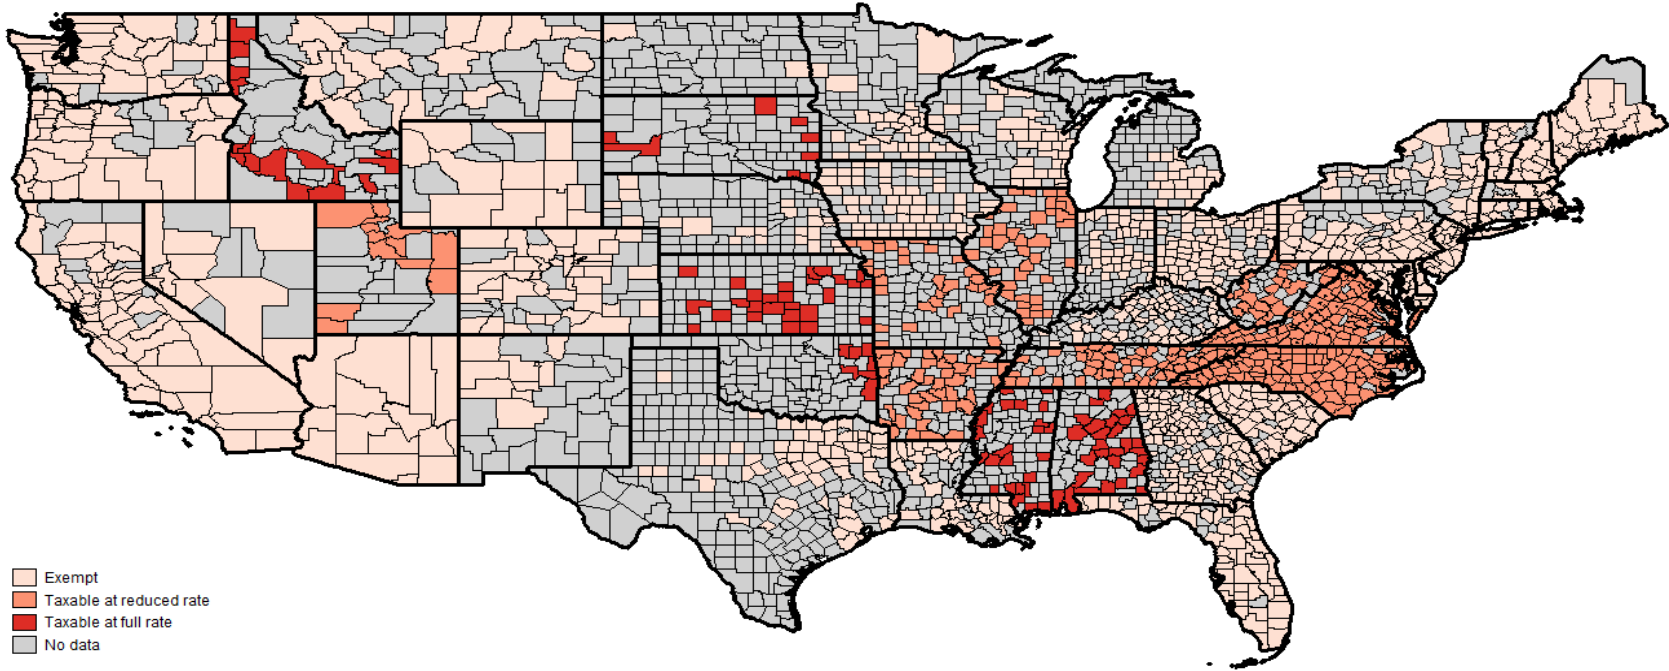 Exempt
Taxable at reduced rate
Taxable at full rate
No data